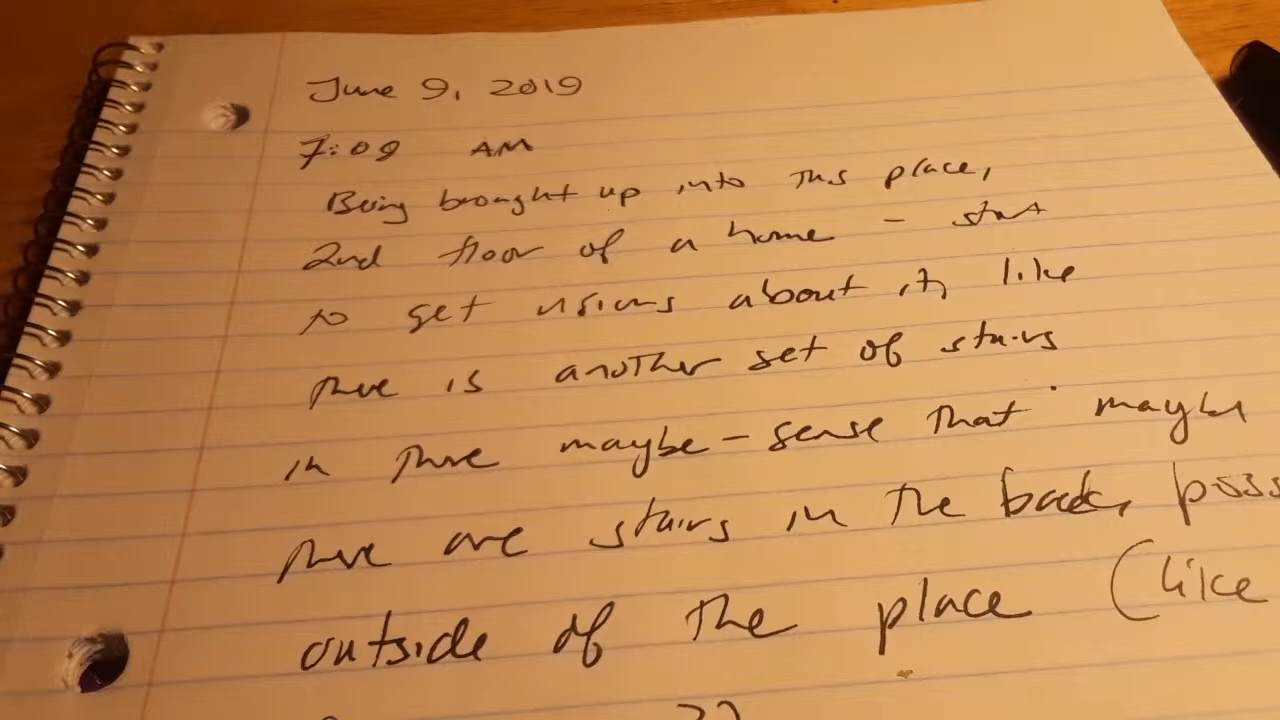 June 9, 2019
7:09 AM
Being brought up into this place,
2nd floor of a home - start
to get visions about it, like
there is another set of stairs
in there maybe - sense that maybe
there are stairs in the back, poss
outside of the place (like